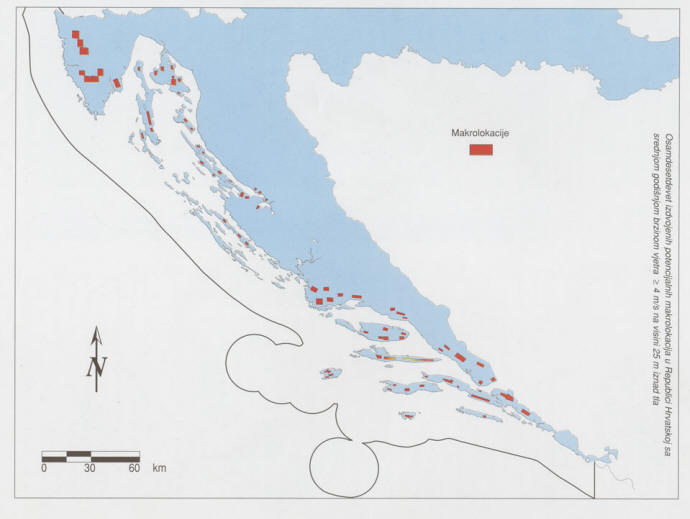 Makrolokacije
Osamdesetdevet izdvojenih potencijalnih makrolokacija u Republici Hrvatskoj sa
srednjom godišnjom brzinom vjetra ≥ 4 m/s na visini 25 m iznad tla
N
0 30 60 km